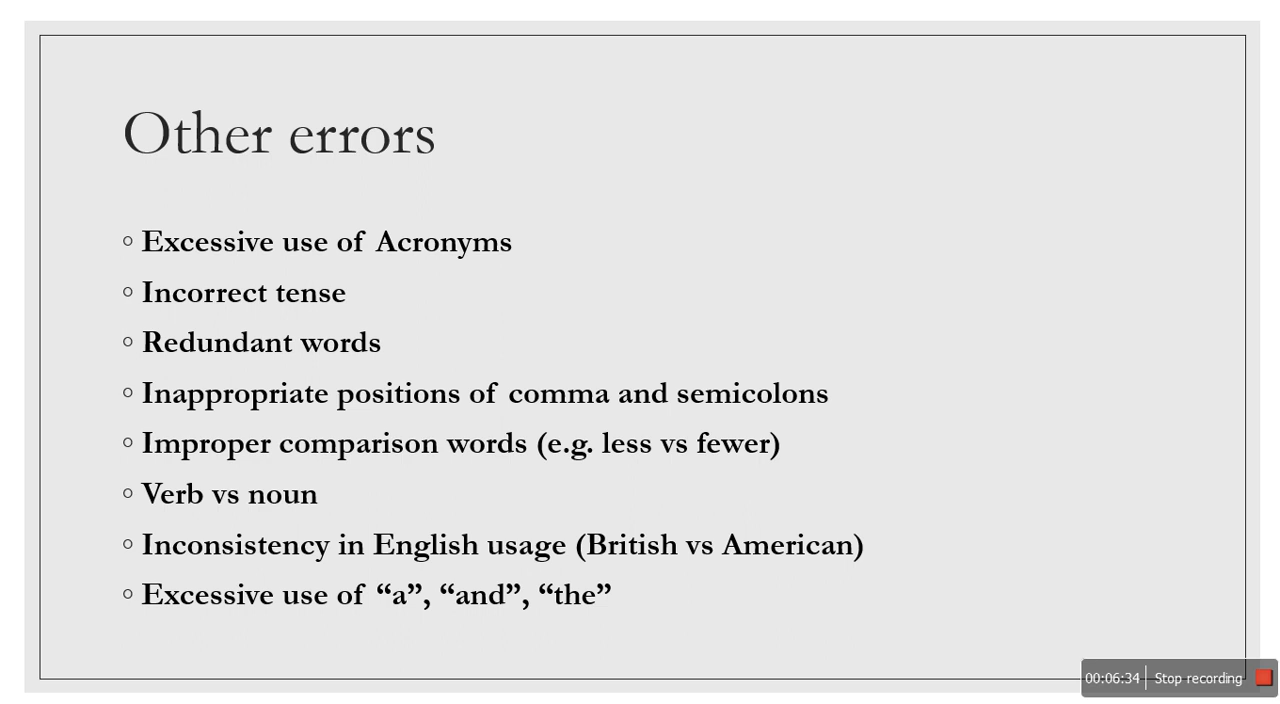 Other errors
Excessive use of Acronyms
Incorrect tense
Redundant words
Inappropriate positions of comma and semicolons
Improper comparison words (e.g. less vs fewer)
Verb vs noun
Inconsistency in English usage (British vs American)
Excessive use of “a”, “and”, “the”
00:06:34 Stop recording